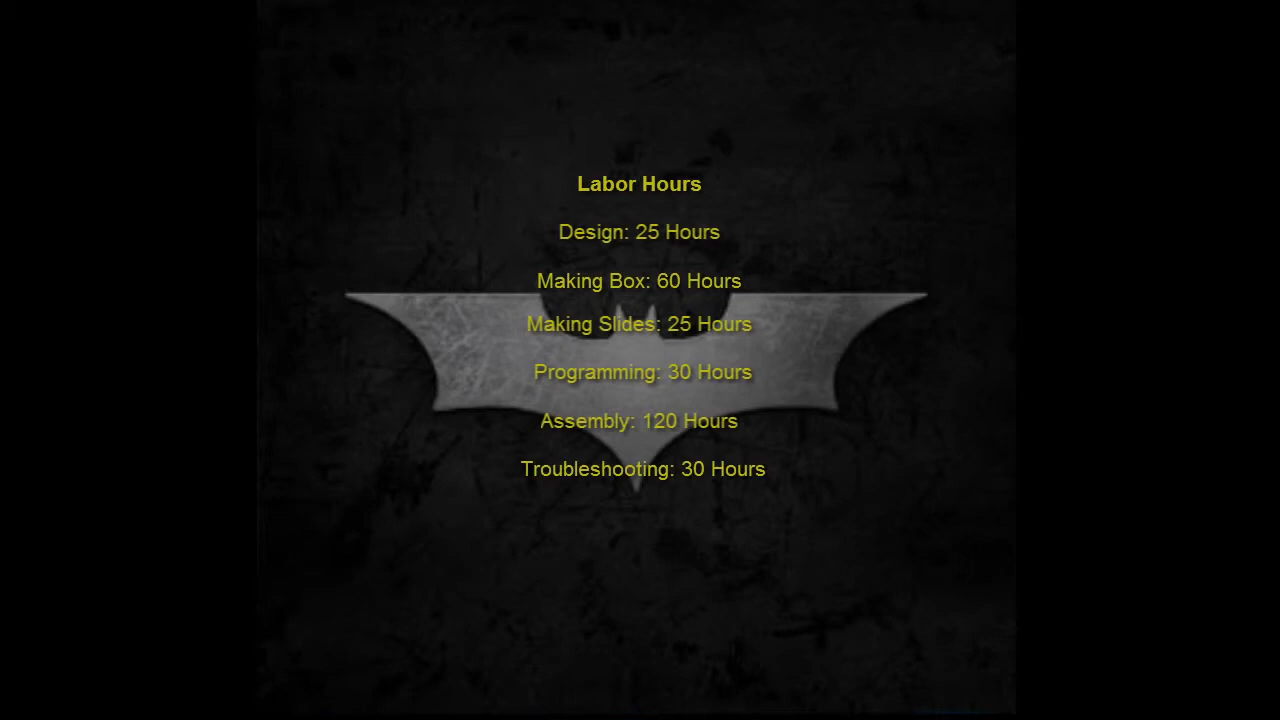 Labor Hours
Design: 25 Hours
Making Box: 60 Hours
Making Slides: 25 Hours
Programming: 30 Hours
Assembly: 120 Hours
Troubleshooting: 30 Hours